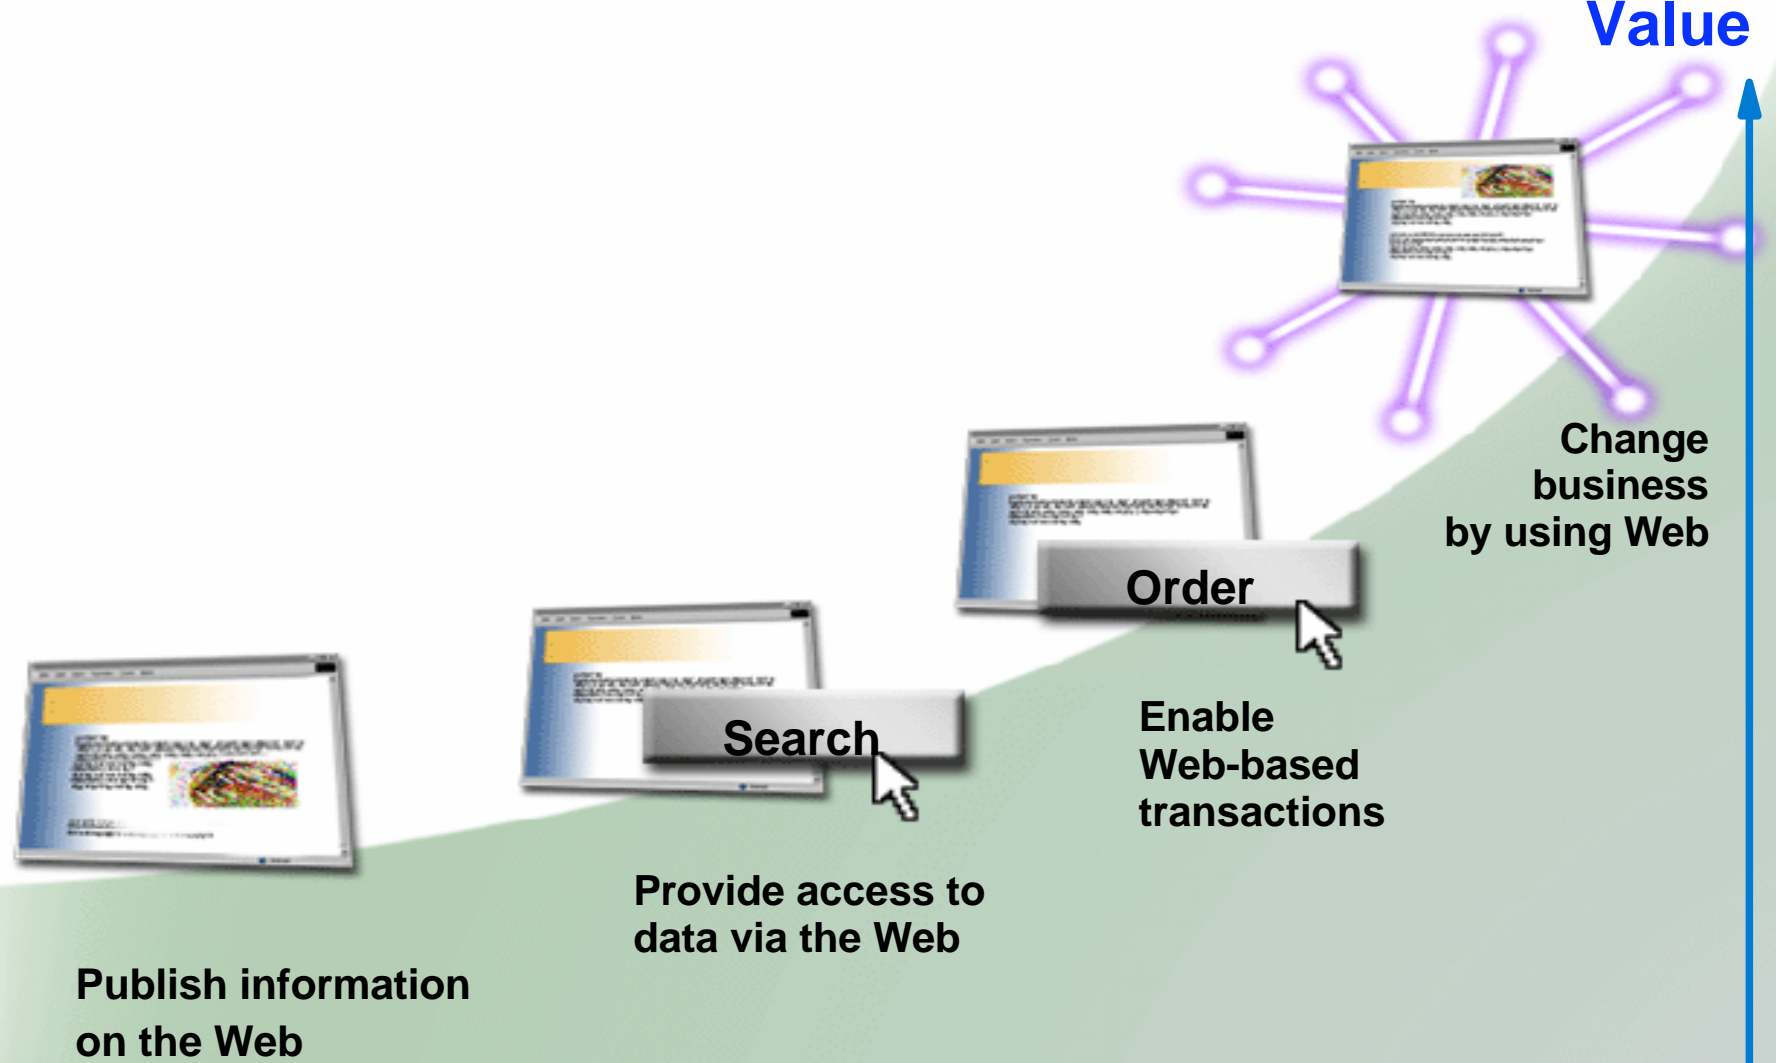 Value
Change
business
by using Web
Order
Enable
Web-based
transactions
Search
Provide access to
data via the Web
Publish information
on the Web